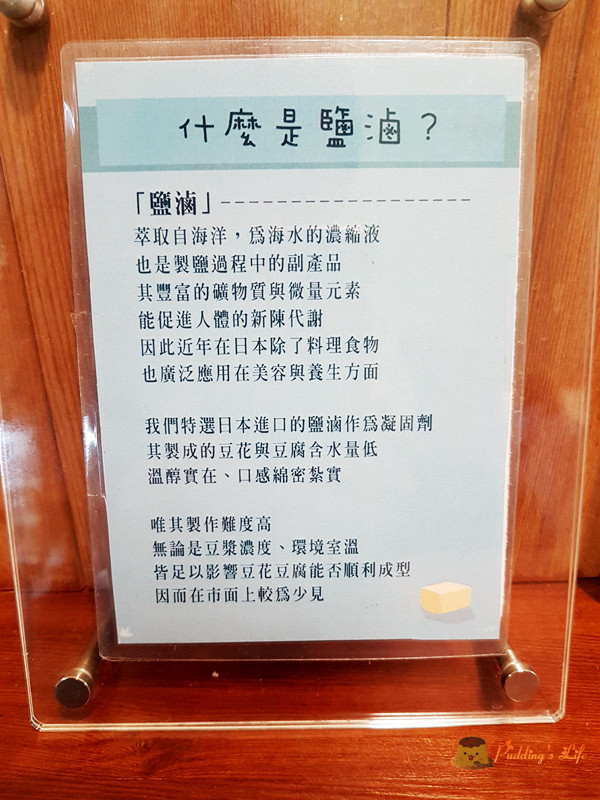 什麼是鹽滷？
「鹽滷」------------------
萃取自海洋，為海水的濃縮液
也是製鹽過程中的副產品
其豐富的礦物質與微量元素
能促進人體的新陳代謝
因此近年在日本除了料理食物
也廣泛應用在美容與養生方面
我們特選日本進口的鹽滷作為凝固劑
其製成的豆花與豆腐含水量低
溫醇實在、口感綿密紮實
唯其製作難度高
無論是豆漿濃度、環境室溫
皆足以影響豆花豆腐能否順利成型
因而在市面上較為少見
Pudding's Life